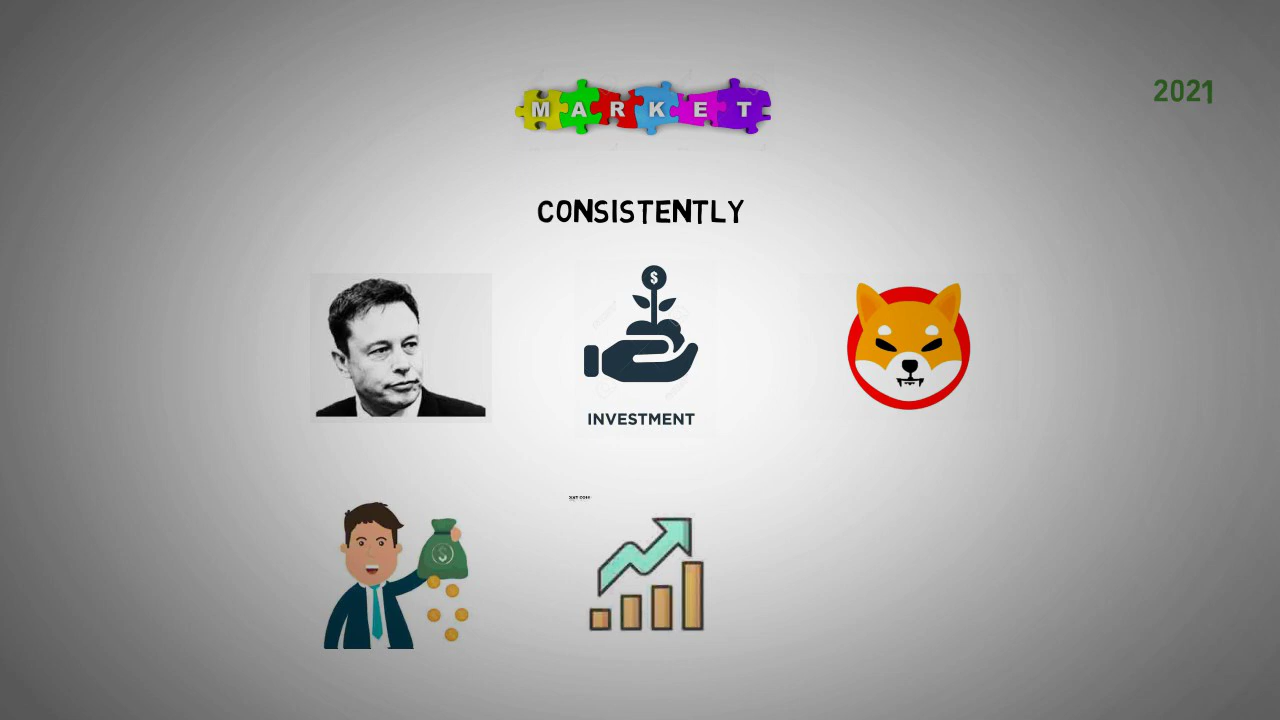 MARKET
2021
CONSISTENTLY
$
INVESTMENT
$